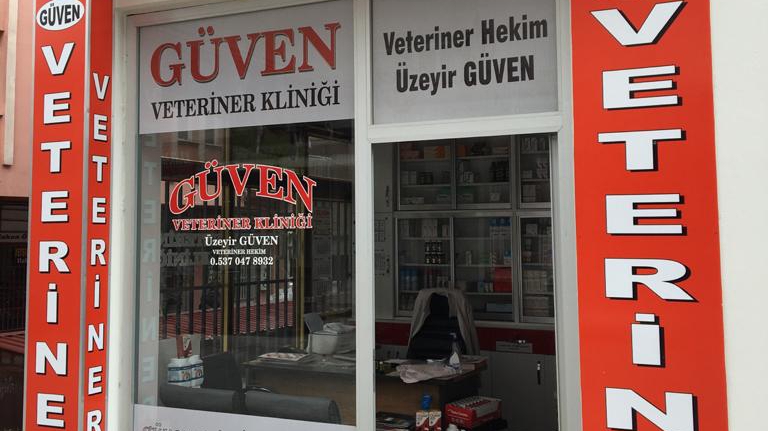 GÜVEN
VETERİNER
VETERİNER
GÜVEN
VETERİNER KLİNİĞİ
Veteriner Hekim
Üzeyir GÜVEN
GÜVEN
VETERİNER KLİNİĞİ
Üzeyir GÜVEN
VETERİNER HEKİM
0.537 047 8932
VETERİN